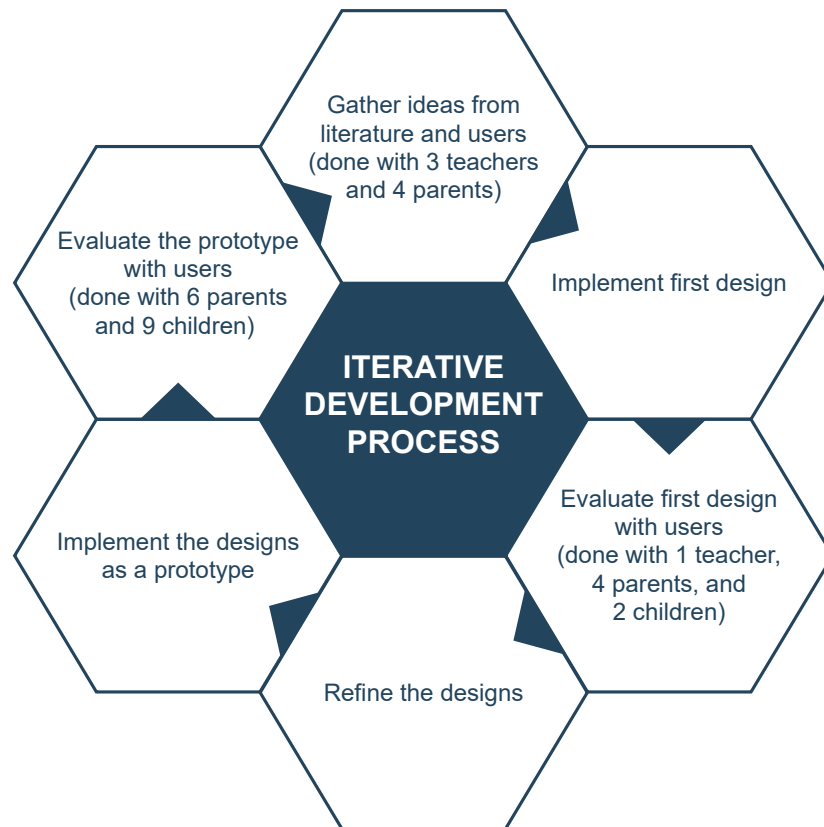 Gather ideas from
literature and users
(done with 3 teachers
and 4 parents)
Implement first design
Evaluate first design
with users
(done with 1 teacher,
4 parents, and
2 children)
Refine the designs
Implement the designs
as a prototype
Evaluate the prototype
with users
(done with 6 parents
and 9 children)
ITERATIVE
DEVELOPMENT
PROCESS